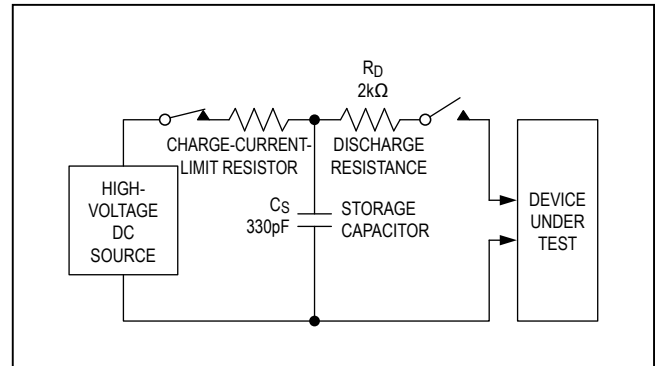 R_D
2kΩ
CHARGE-CURRENT-
LIMIT RESISTOR
DISCHARGE
RESISTANCE
HIGH-
VOLTAGE
DC
SOURCE
C_S
330pF
STORAGE
CAPACITOR
DEVICE
UNDER
TEST